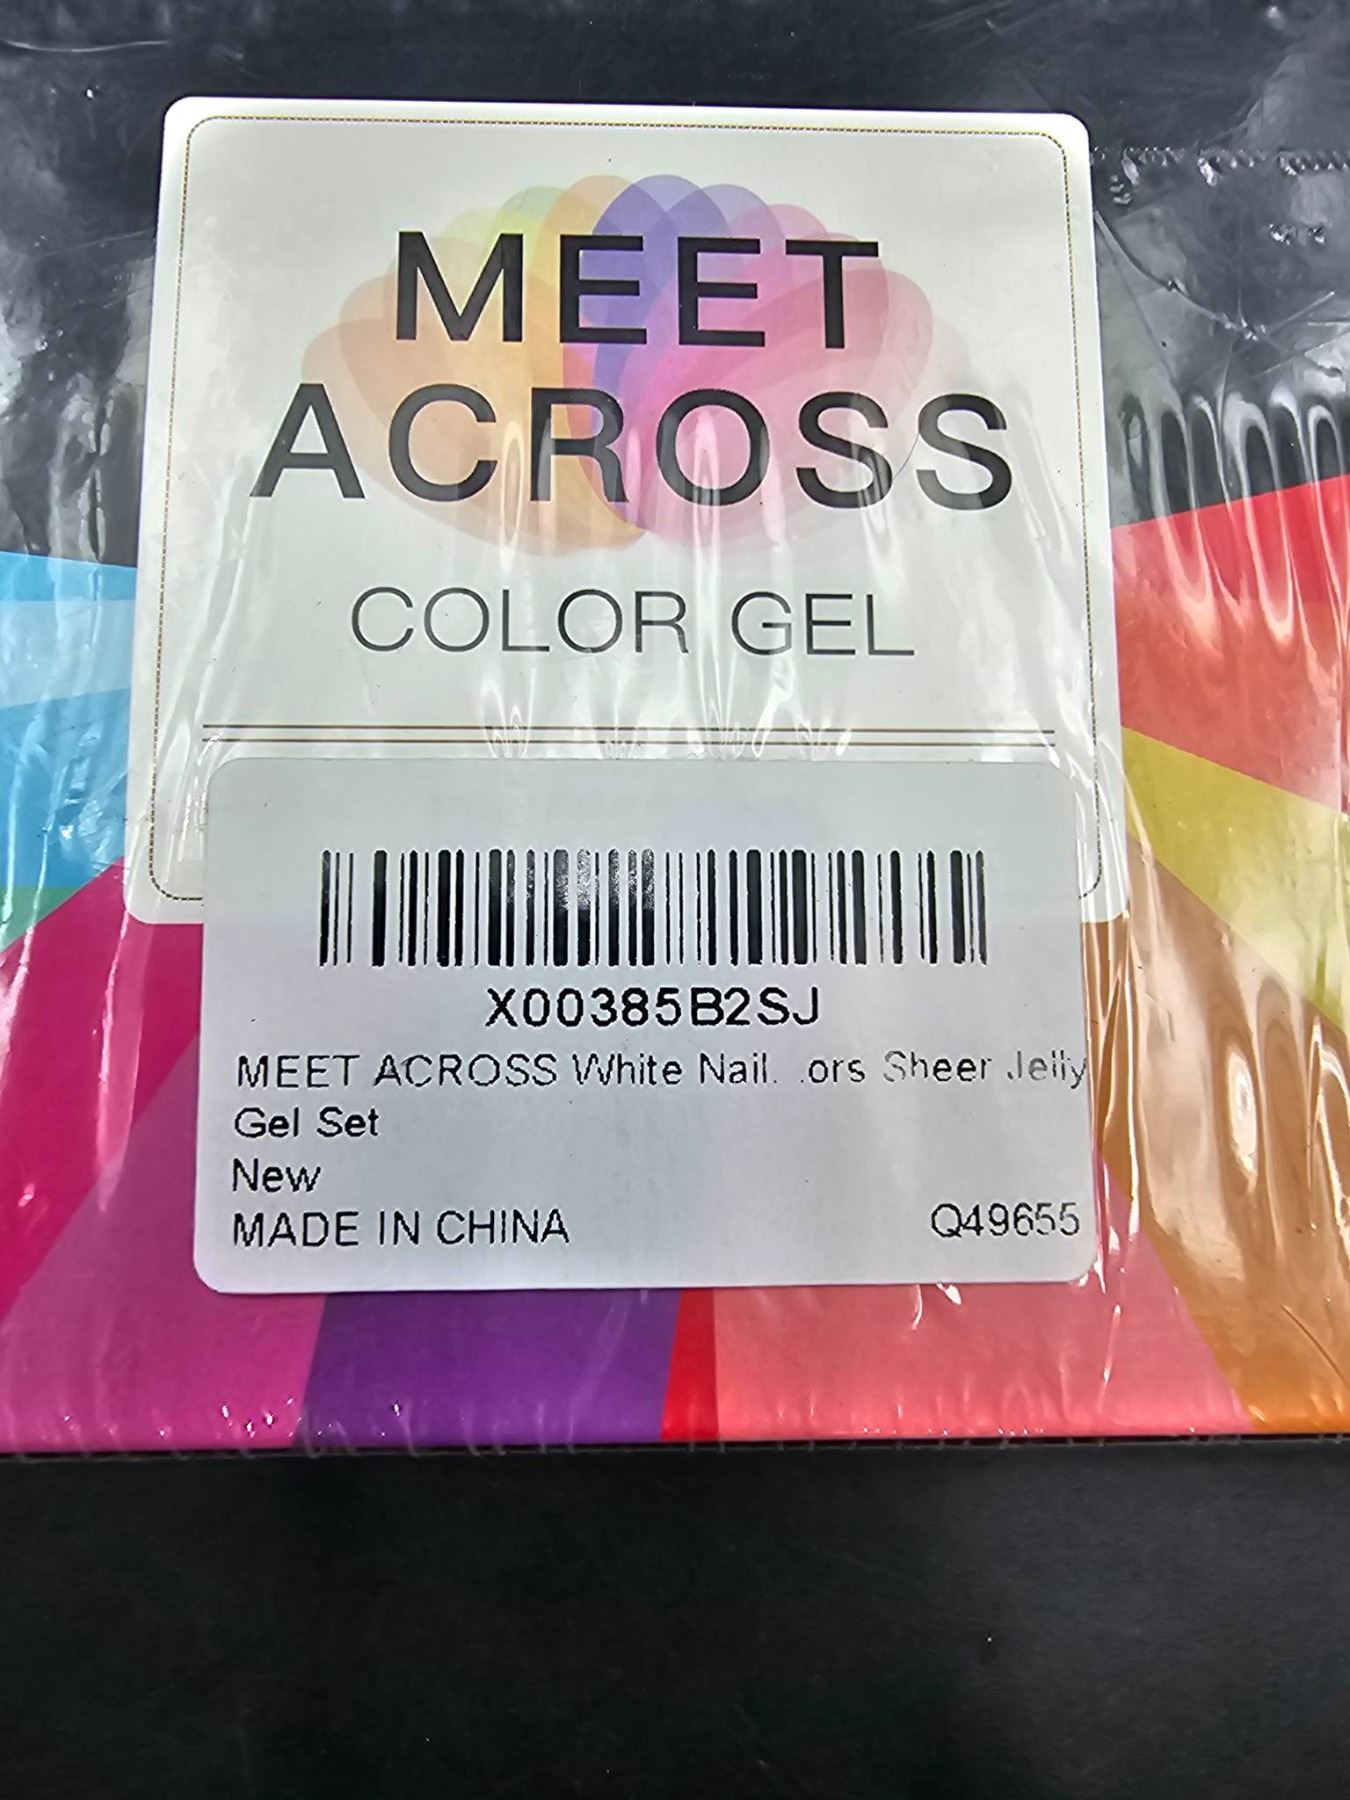 MEET
ACROSS
COLOR GEL
X00385B2SJ
MEET ACROSS White Nail. .ors Sheer Jelly
Gel Set
New
MADE IN CHINA Q49655